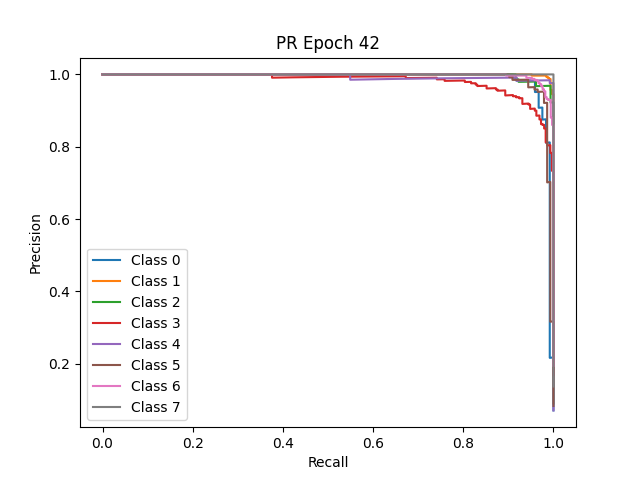 PR Epoch 42
1.0
0.8
0.6
0.4
0.2
Precision
Class 0
Class 1
Class 2
Class 3
Class 4
Class 5
Class 6
Class 7
0.0 0.2 0.4 0.6 0.8 1.0
Recall